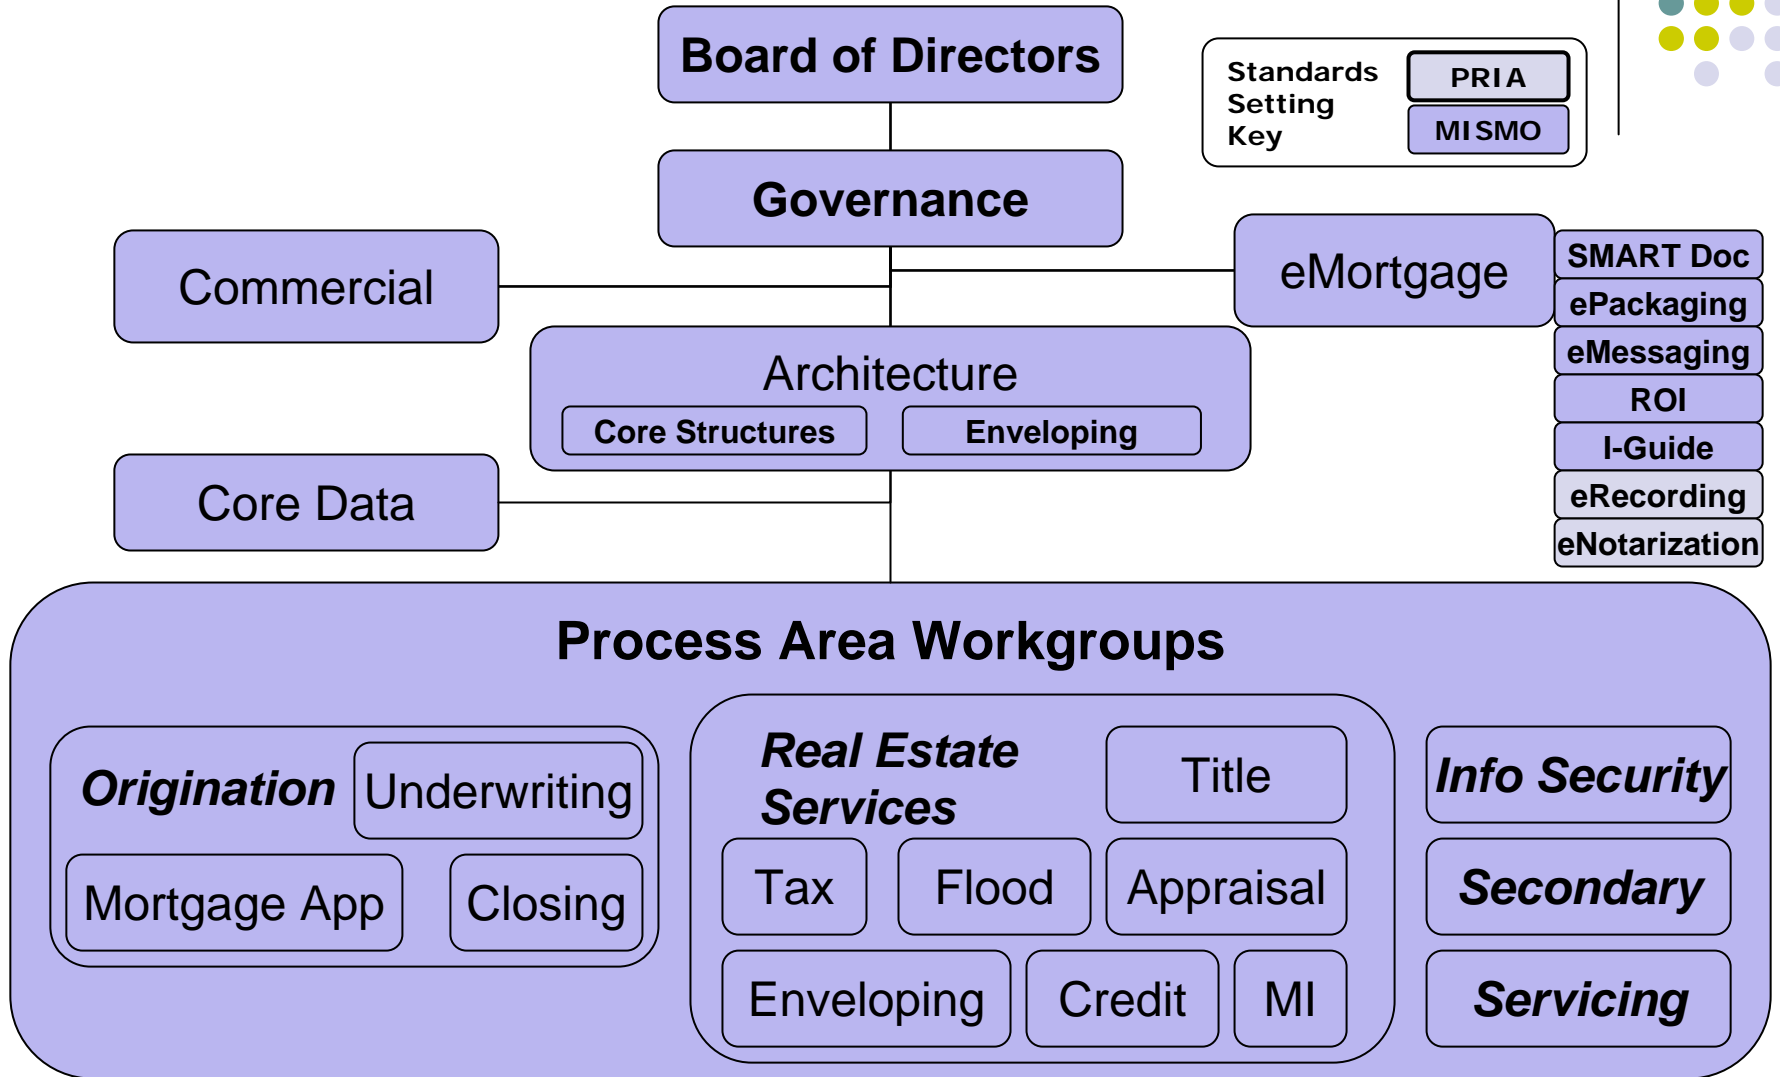 Board of Directors
Standards
Setting
Key
PRIA
MISMO
Governance
Commercial
eMortgage
SMART Doc
ePackaging
eMessaging
ROI
I-Guide
eRecording
eNotarization
Architecture
Core Structures
Enveloping
Core Data
Process Area Workgroups
Origination
Underwriting
Mortgage App
Closing
Real Estate
Services
Title
Tax
Flood
Appraisal
Enveloping
Credit
MI
Info Security
Secondary
Servicing